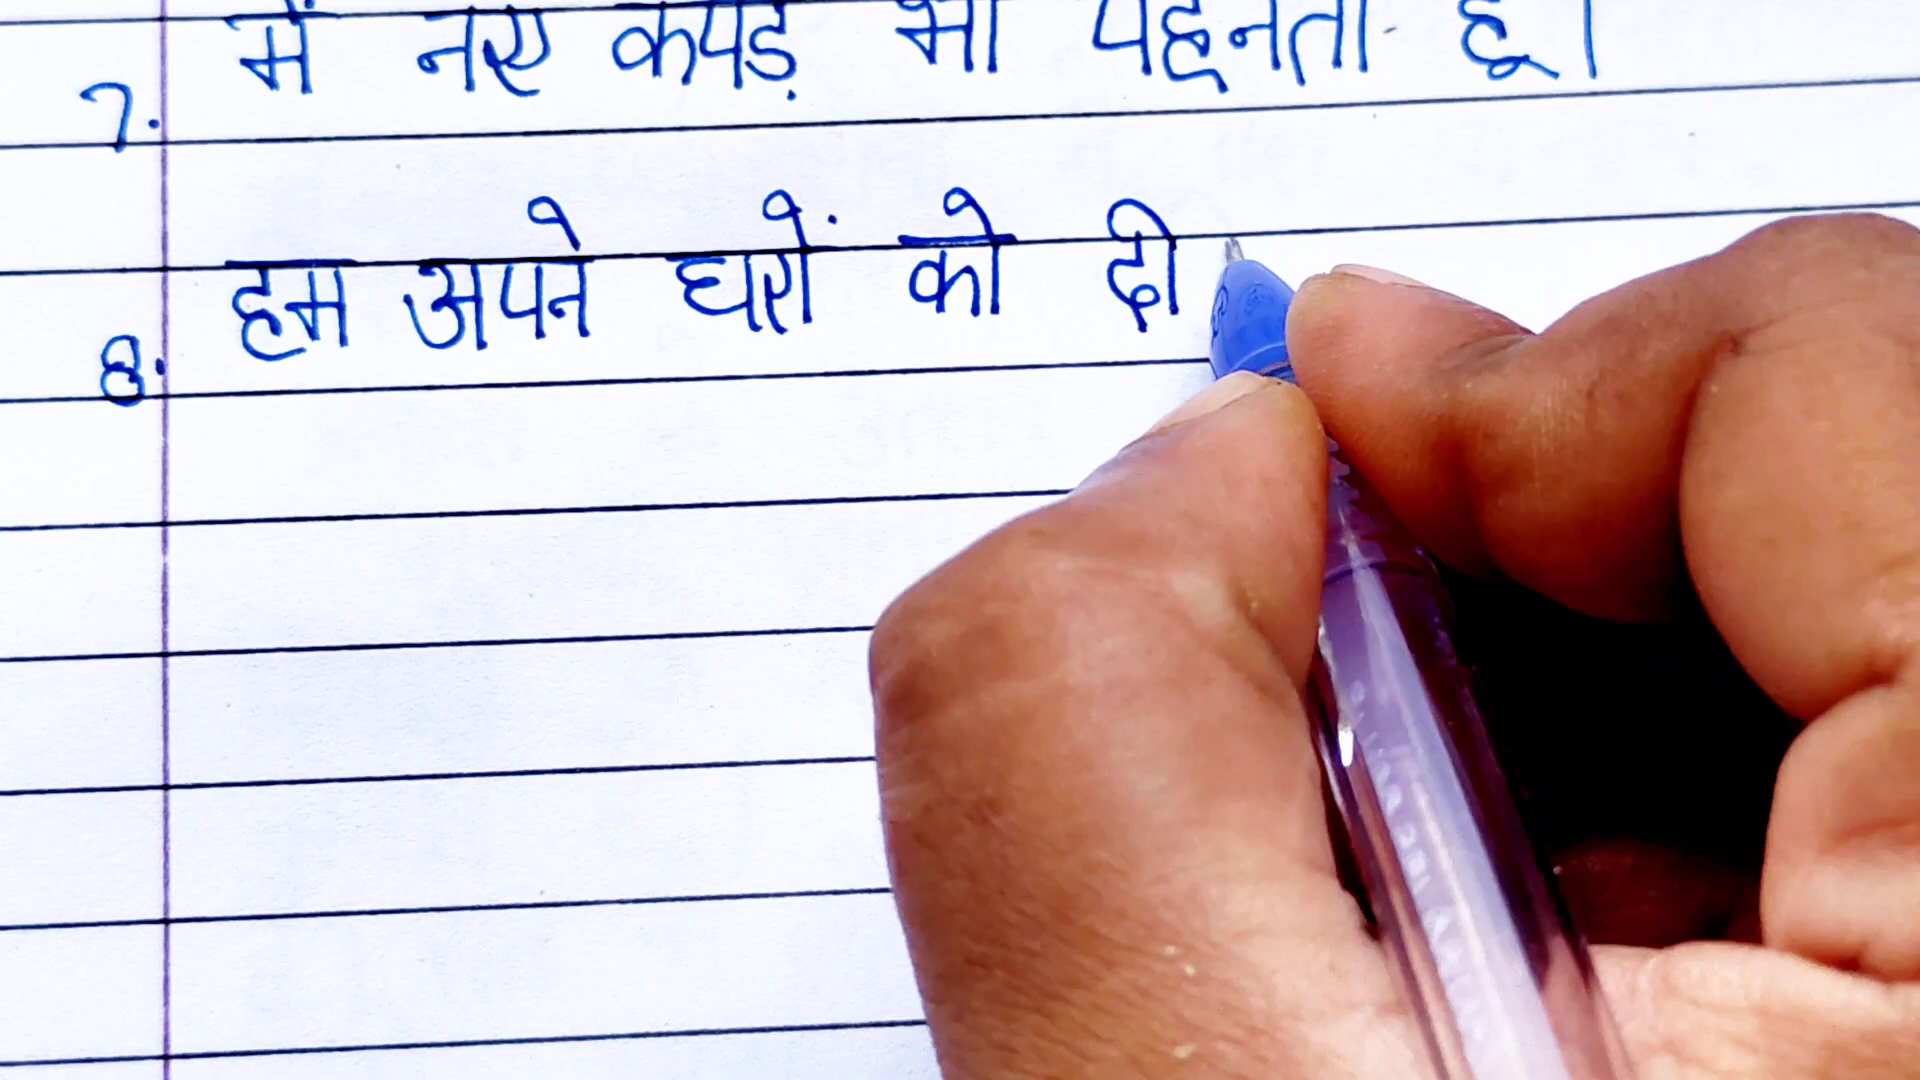 7. में नए कपड़े भी पहनता हूँ।
8. हम अपने घरों को दी